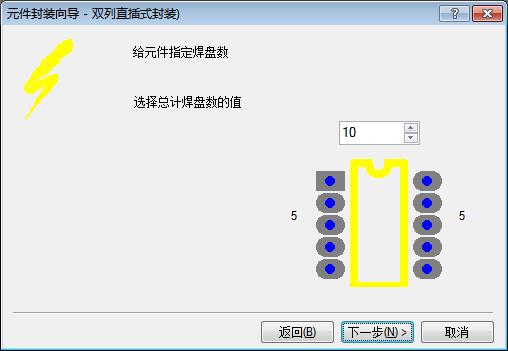 元件封装向导 - 双列直插式封装)
给元件指定焊盘数
选择总计焊盘数的值
10
5
5
返回(B)
下一步(N) >
取消